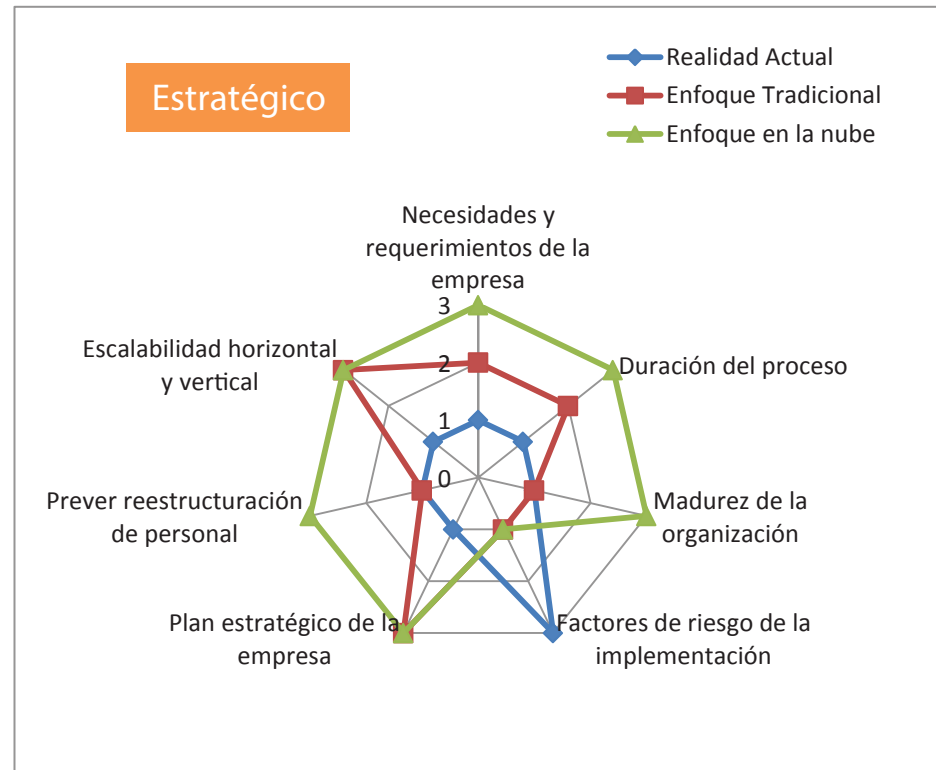 Estratégico
Realidad Actual
Enfoque Tradicional
Enfoque en la nube
Necesidades y
requerimientos de la
empresa
3
2
1
0
Duración del proceso
Madurez de la
organización
Factores de riesgo de la
implementación
Plan estratégico de la
empresa
Prever reestructuración
de personal
Escalabilidad horizontal
y vertical